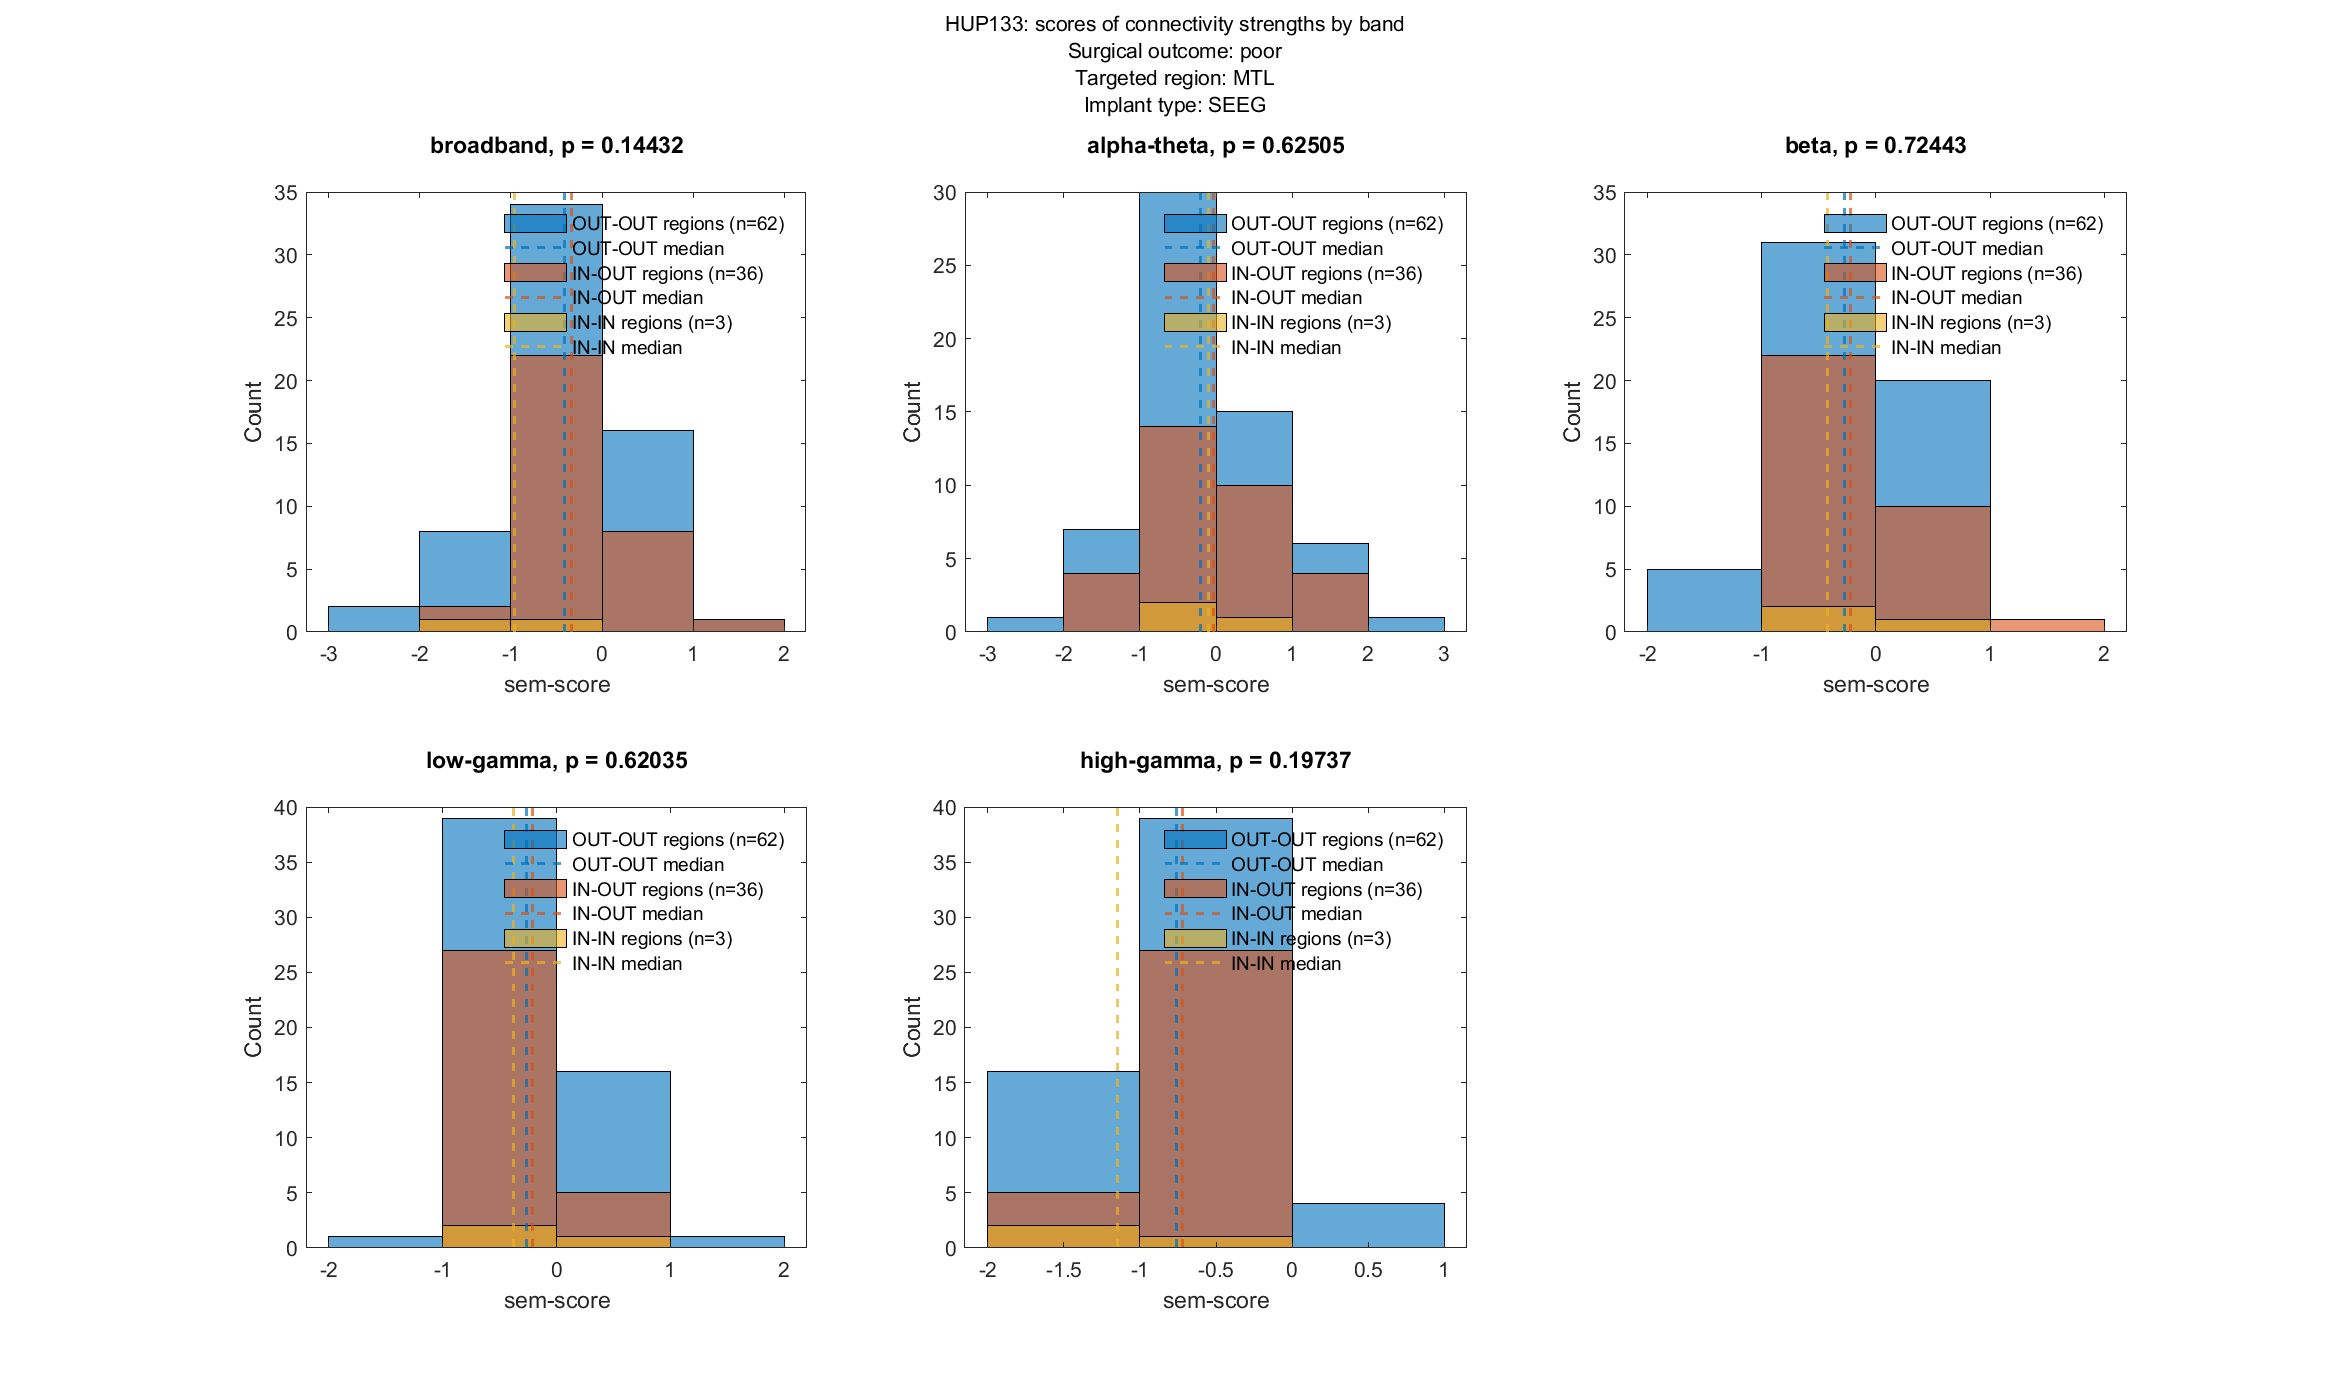 HUP133: scores of connectivity strengths by band
Surgical outcome: poor
Targeted region: MTL
Implant type: SEEG
broadband, p = 0.14432
35
30
25
20
15
10
5
0
Count
-3 -2 -1 0 1 2
sem-score
OUT-OUT regions (n=62)
OUT-OUT median
IN-OUT regions (n=36)
IN-OUT median
IN-IN regions (n=3)
IN-IN median
alpha-theta, p = 0.62505
30
25
20
15
10
5
0
Count
-3 -2 -1 0 1 2 3
sem-score
OUT-OUT regions (n=62)
OUT-OUT median
IN-OUT regions (n=36)
IN-OUT median
IN-IN regions (n=3)
IN-IN median
beta, p = 0.72443
35
30
25
20
15
10
5
0
Count
-2 -1 0 1 2
sem-score
OUT-OUT regions (n=62)
OUT-OUT median
IN-OUT regions (n=36)
IN-OUT median
IN-IN regions (n=3)
IN-IN median
low-gamma, p = 0.62035
40
35
30
25
20
15
10
5
0
Count
-2 -1 0 1 2
sem-score
OUT-OUT regions (n=62)
OUT-OUT median
IN-OUT regions (n=36)
IN-OUT median
IN-IN regions (n=3)
IN-IN median
high-gamma, p = 0.19737
40
35
30
25
20
15
10
5
0
Count
-2 -1.5 -1 -0.5 0 0.5 1
sem-score
OUT-OUT regions (n=62)
OUT-OUT median
IN-OUT regions (n=36)
IN-OUT median
IN-IN regions (n=3)
IN-IN median